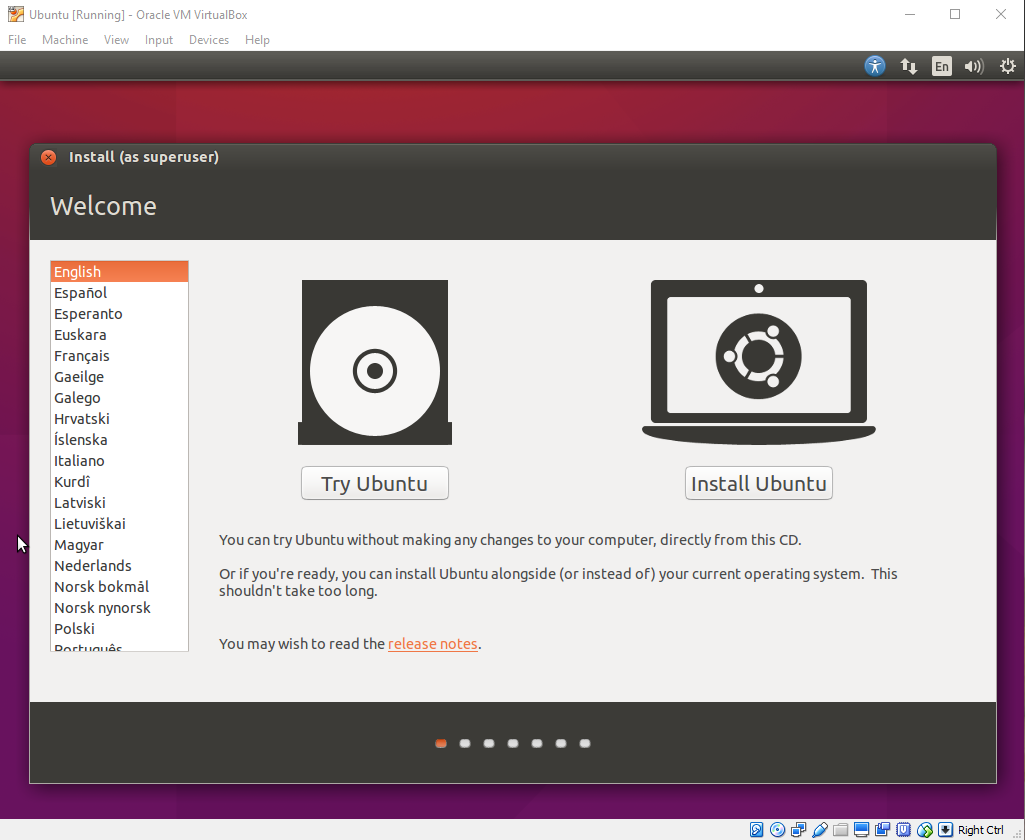 Ubuntu [Running] - Oracle VM VirtualBox
File Machine View Input Devices Help
En
Install (as superuser)
Welcome
English
Español
Esperanto
Euskara
Français
Gaeilge
Galego
Hrvatski
Íslenska
Italiano
Kurdî
Latviski
Lietuviškai
Magyar
Nederlands
Norsk bokmål
Norsk nynorsk
Polski
Português
Try Ubuntu
Install Ubuntu
You can try Ubuntu without making any changes to your computer, directly from this CD.
Or if you're ready, you can install Ubuntu alongside (or instead of) your current operating system. This
shouldn't take too long.
You may wish to read the release notes.
Right Ctrl